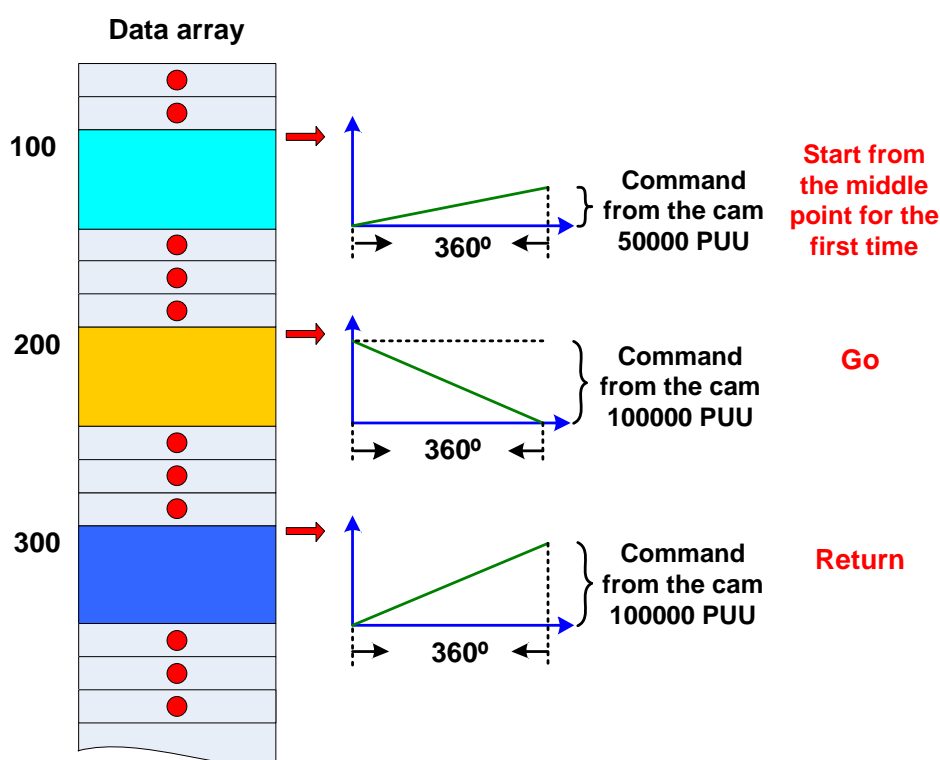 Data array
100
360º
Command
from the cam
50000 PUU
Start from
the middle
point for the
first time
200
360º
Command
from the cam
100000 PUU
Go
300
360º
Command
from the cam
100000 PUU
Return